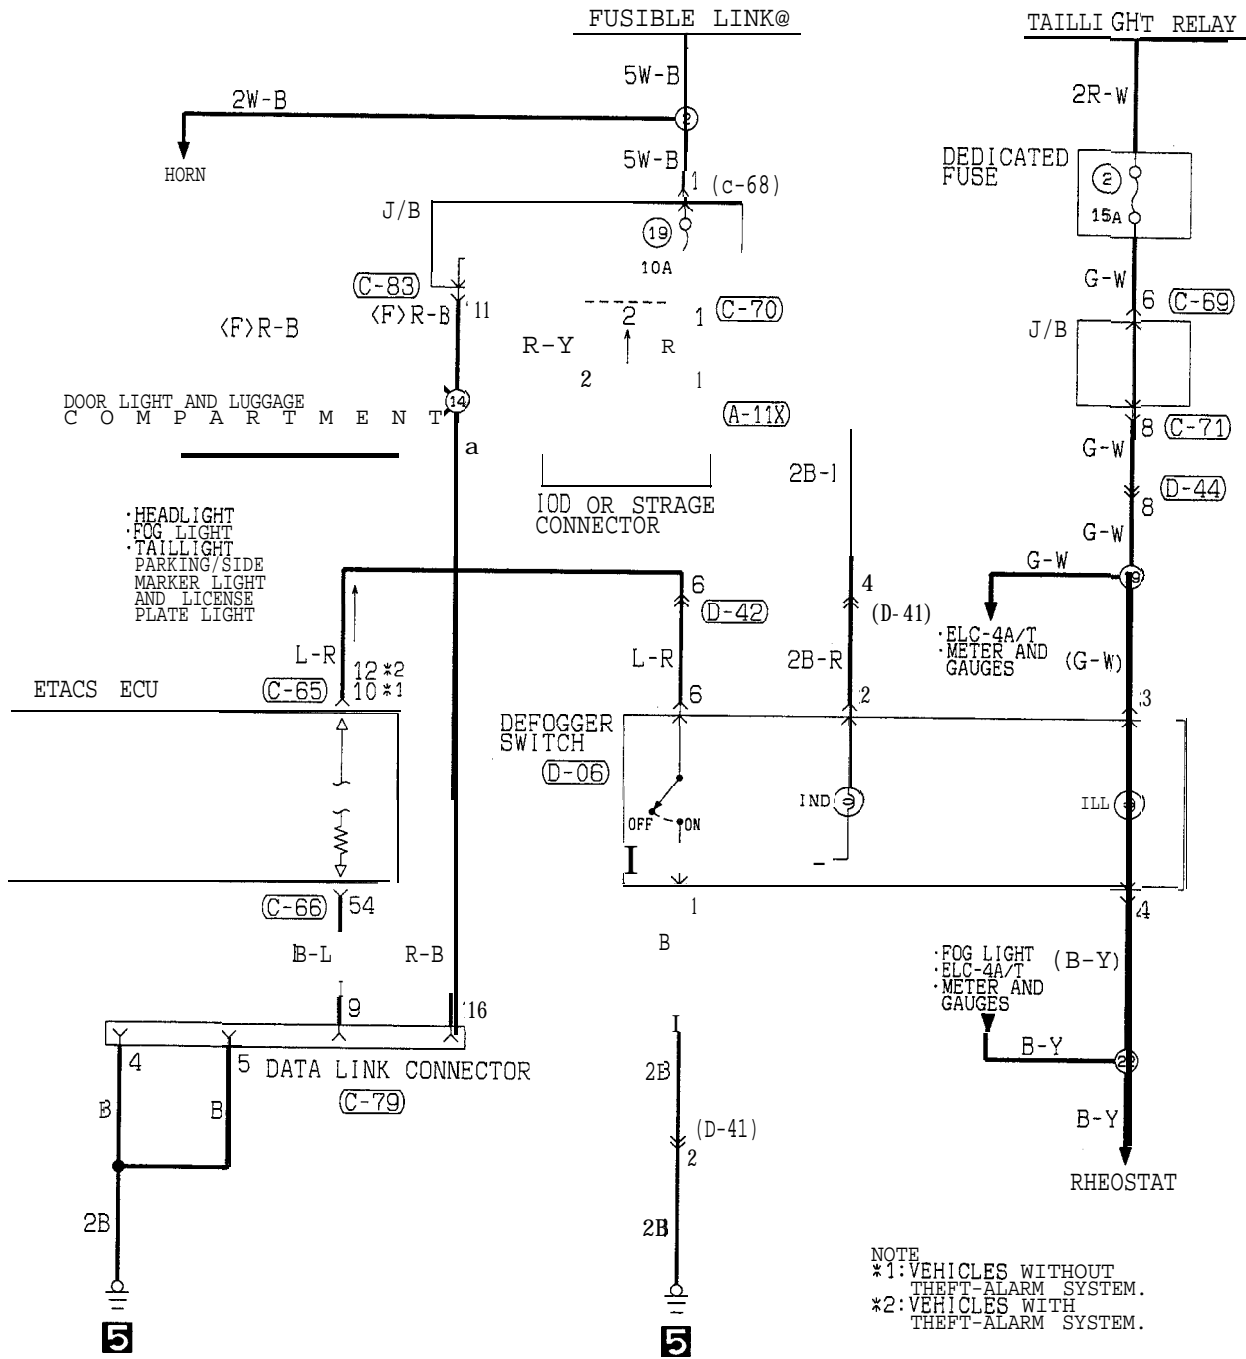 FUSIBLE LINK@
TAILLIGHT RELAY
5W-B
2R-W
2W-B
2
5W-B
HORN
DEDICATED
FUSE
2
15A
1 (c-68)
J/B
19
10A
G-W
C-83
11
6
C-69
<F>R-B
<F>R-B
2
1
C-70
J/B
R-Y
R
2
1
DOOR LIGHT AND LUGGAGE
COMPARTMENT
14
A-11X
8
C-71
a
G-W
2B-I
D-44
8
IOD OR STRAGE
CONNECTOR
·HEADLIGHT
·FOG LIGHT
·TAILLIGHT
PARKING/SIDE
MARKER LIGHT
AND LICENSE
PLATE LIGHT
G-W
G-W
6
D-42
4
(D-41)
·ELC-4A/T
·METER AND
GAUGES
(G-W)
L-R
12 *2
10 *1
C-65
L-R
2B-R
ETACS ECU
6
2
3
DEFOGGER
SWITCH
D-06
OFF
ON
IND
ILL
I
C-66
54
1
4
B-L
R-B
B
·FOG LIGHT
·ELC-4A/T
·METER AND
GAUGES
(B-Y)
9
16
I
B-Y
4
5
DATA LINK CONNECTOR
C-79
2B
B
B
(D-41)
2
B-Y
RHEOSTAT
2B
2B
NOTE
*1:VEHICLES WITHOUT
THEFT-ALARM SYSTEM.
*2:VEHICLES WITH
THEFT-ALARM SYSTEM.
5
5